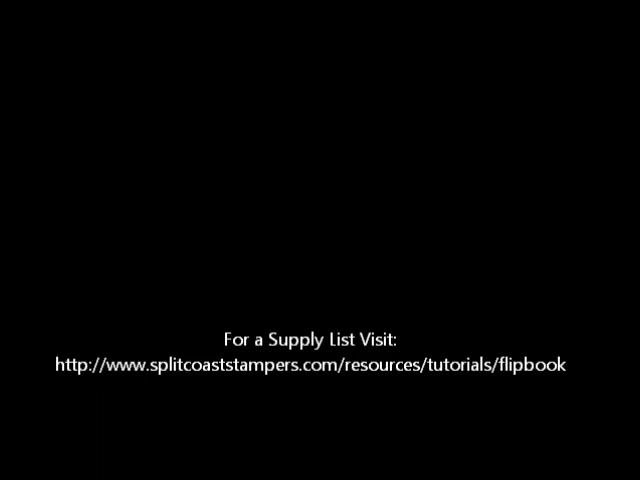 For a Supply List Visit:
http://www.splitcoaststampers.com/resources/tutorials/flipbook